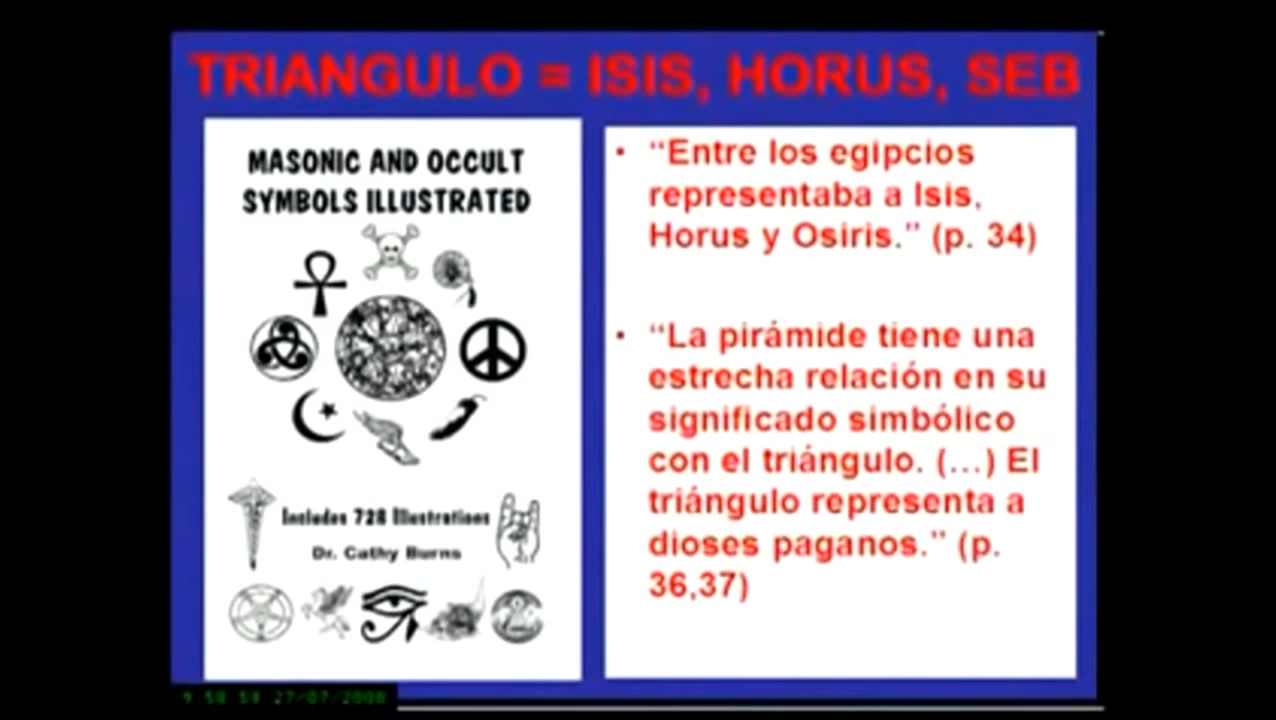 TRIANGULO = ISIS, HORUS, SEB
MASONIC AND OCCULT
SYMBOLS ILLUSTRATED
Includes 728 Illustrations
Dr. Cathy Burns
• “Entre los egipcios
representaba a Isis,
Horus y Osiris.” (p. 34)
• “La pirámide tiene una
estrecha relación en su
significado simbólico
con el triángulo. (...) El
triángulo representa a
dioses paganos.” (p.
36,37)
27/07/2008